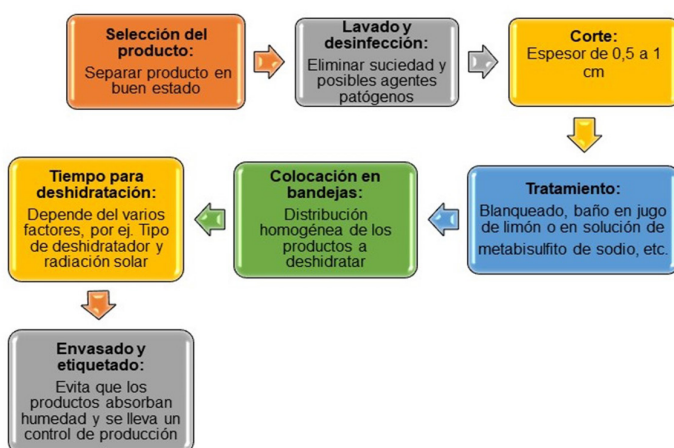 Selección del
producto:
Separar producto en
buen estado
Lavado y
desinfección:
Eliminar suciedad y
posibles agentes
patógenos
Corte:
Espesor de 0,5 a 1
cm
Tratamiento:
Blanqueado, baño en jugo
de limón o en solución de
metabisulfito de sodio, etc.
Colocación en
bandejas:
Distribución
homogénea de los
productos a
deshidratar
Tiempo para
deshidratación:
Depende del varios
factores, por ej. Tipo
de deshidratador y
radiación solar
Envasado y
etiquetado:
Evita que los
productos absorban
humedad y se lleva un
control de producción